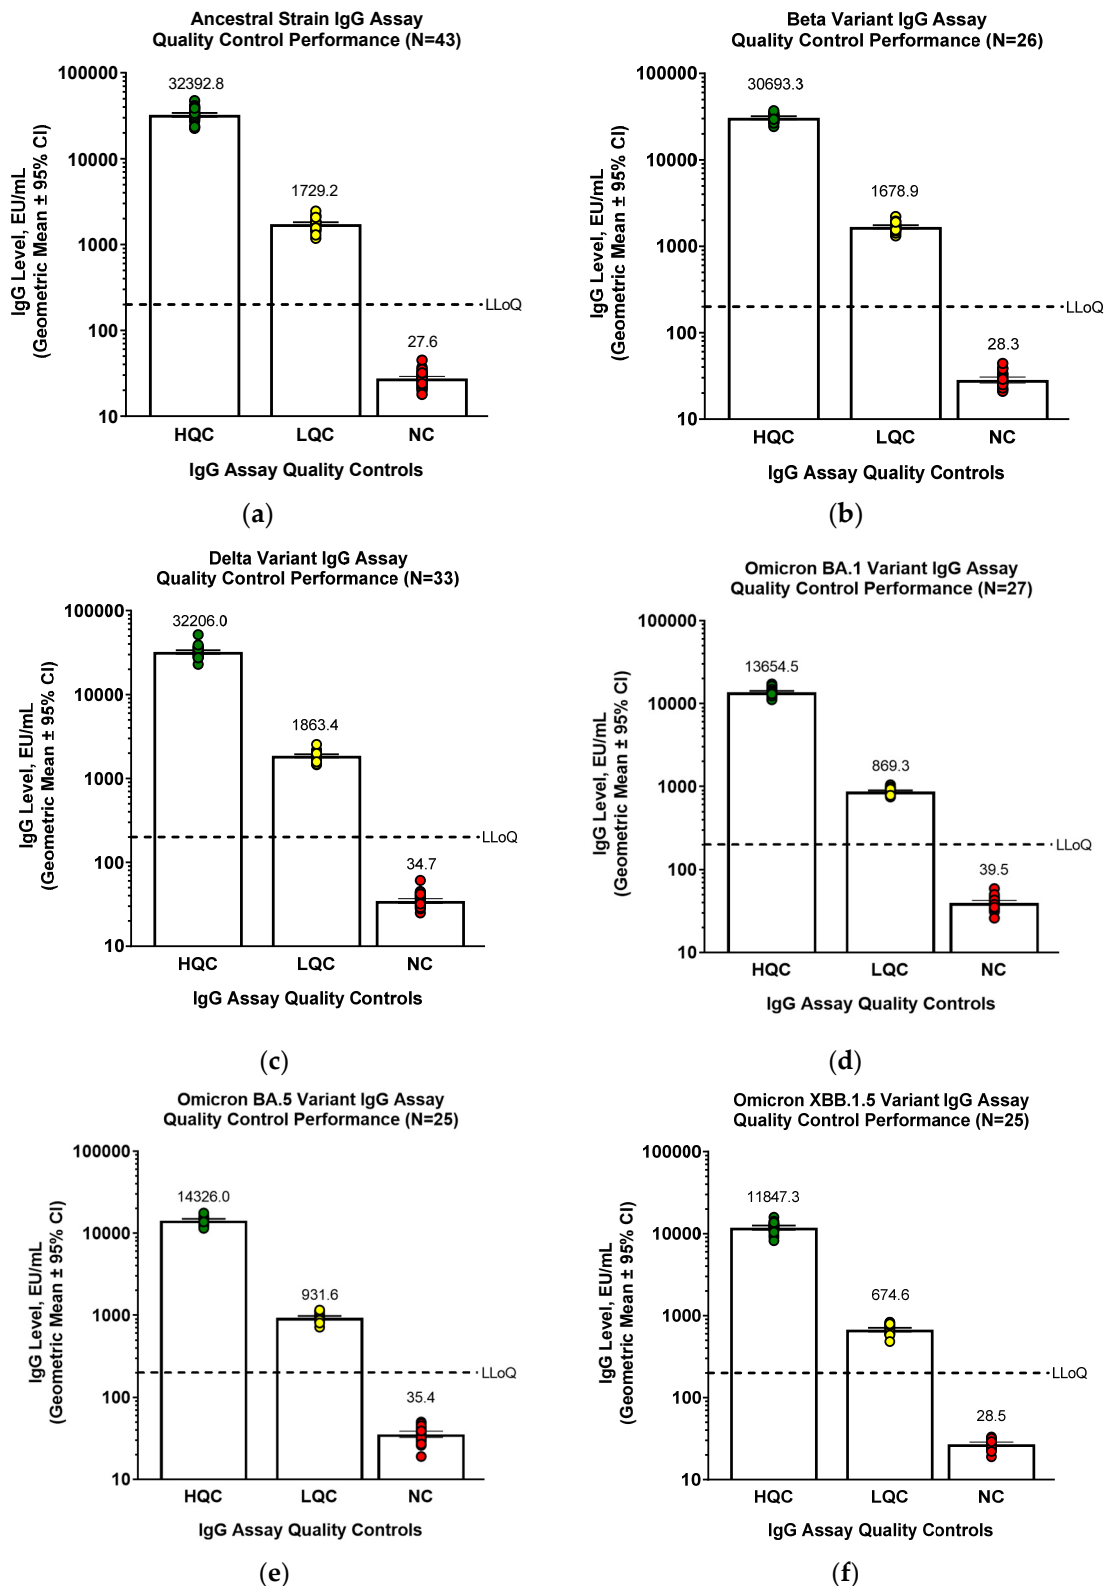 Ancestral Strain IgG Assay
Quality Control Performance (N=43)
IgG Level, EU/mL
(Geometric Mean ± 95% CI)
100000
10000
1000
100
10
32392.8
1729.2
27.6
LLoQ
HQC LQC NC
IgG Assay Quality Controls
(a)
Beta Variant IgG Assay
Quality Control Performance (N=26)
IgG Level, EU/mL
(Geometric Mean ± 95% CI)
100000
10000
1000
100
10
30693.3
1678.9
28.3
LLoQ
HQC LQC NC
IgG Assay Quality Controls
(b)
Delta Variant IgG Assay
Quality Control Performance (N=33)
IgG Level, EU/mL
(Geometric Mean ± 95% CI)
100000
10000
1000
100
10
32206.0
1863.4
34.7
LLoQ
HQC LQC NC
IgG Assay Quality Controls
(c)
Omicron BA.1 Variant IgG Assay
Quality Control Performance (N=27)
IgG Level, EU/mL
(Geometric Mean ± 95% CI)
100000
10000
1000
100
10
13654.5
869.3
39.5
LLoQ
HQC LQC NC
IgG Assay Quality Controls
(d)
Omicron BA.5 Variant IgG Assay
Quality Control Performance (N=25)
IgG Level, EU/mL
(Geometric Mean ± 95% CI)
100000
10000
1000
100
10
14326.0
931.6
35.4
LLoQ
HQC LQC NC
IgG Assay Quality Controls
(e)
Omicron XBB.1.5 Variant IgG Assay
Quality Control Performance (N=25)
IgG Level, EU/mL
(Geometric Mean ± 95% CI)
100000
10000
1000
100
10
11847.3
674.6
28.5
LLoQ
HQC LQC NC
IgG Assay Quality Controls
(f)